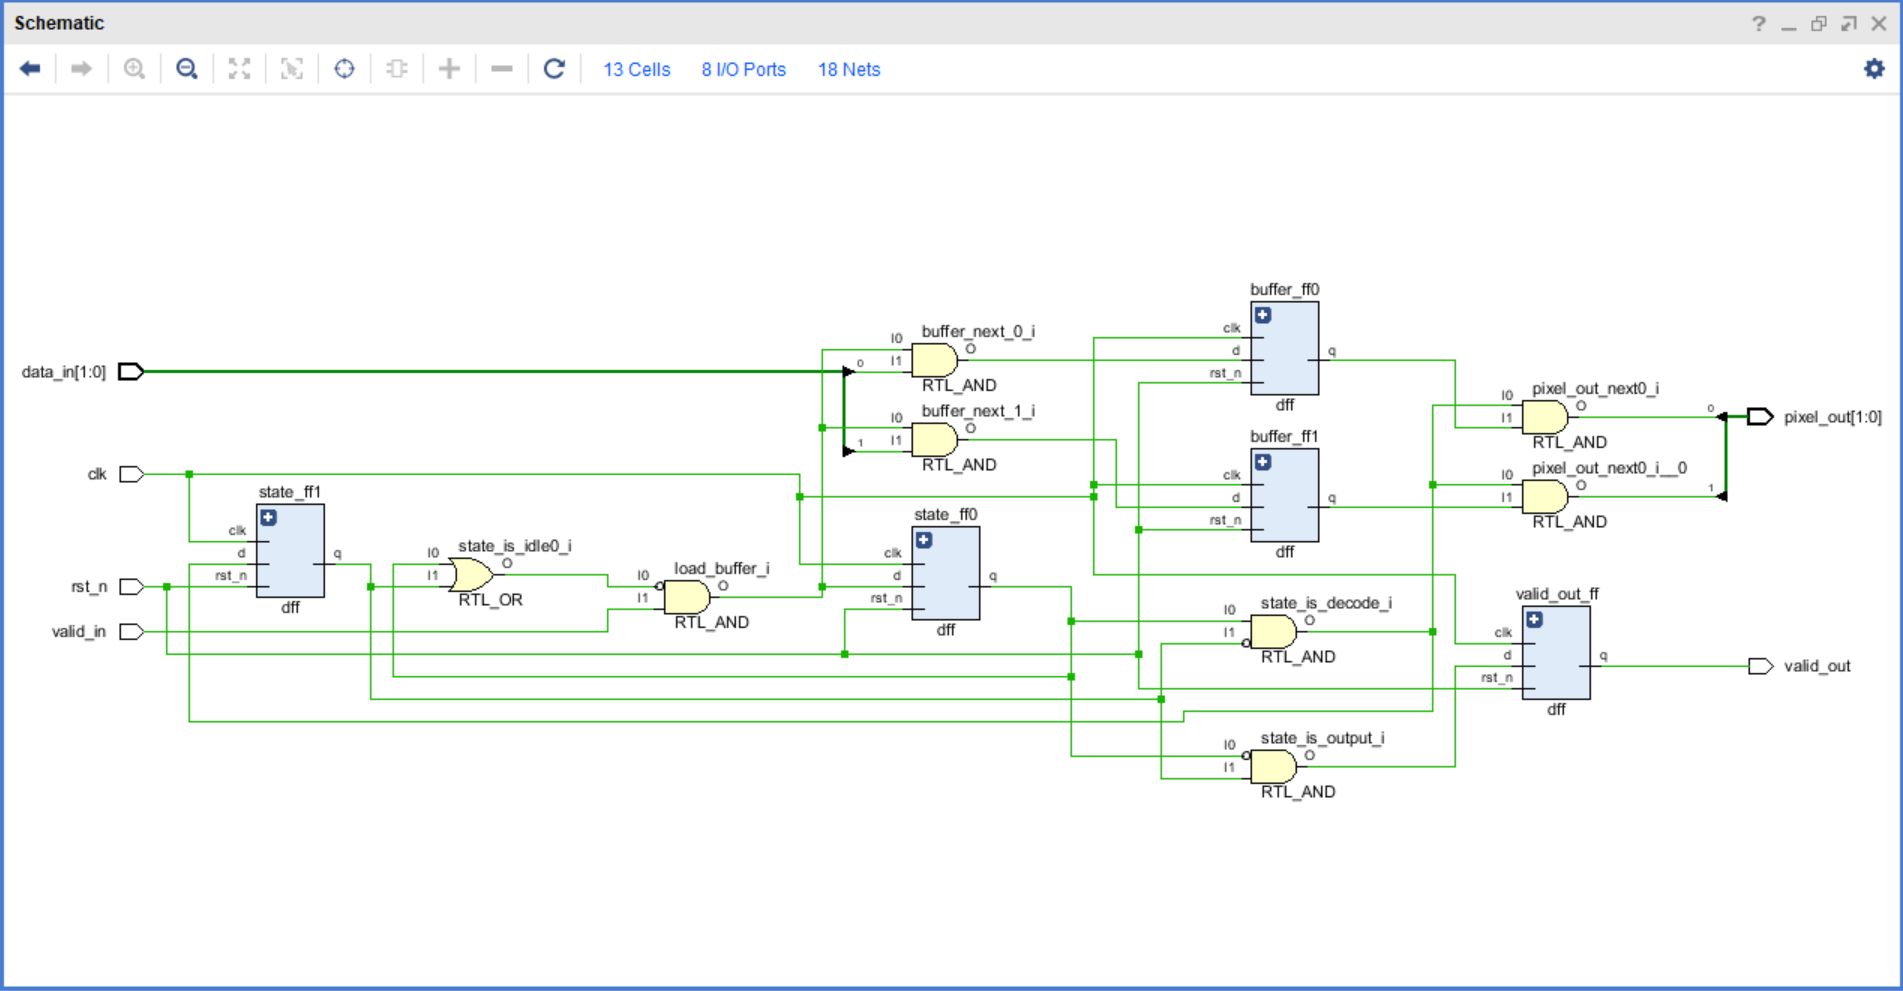 Schematic
13 Cells 8 I/O Ports 18 Nets
data_in[1:0]
clk
rst_n
valid_in
state_ff1
clk
d
rst_n
q
dff
state_is_idle0_i
I0
I1
O
RTL_OR
load_buffer_i
I0
I1
O
RTL_AND
0
1
buffer_next_0_i
I0
I1
O
RTL_AND
buffer_next_1_i
I0
I1
O
RTL_AND
state_ff0
clk
d
rst_n
q
dff
buffer_ff0
clk
d
rst_n
q
dff
buffer_ff1
clk
d
rst_n
q
dff
state_is_decode_i
I0
I1
O
RTL_AND
state_is_output_i
I0
I1
O
RTL_AND
pixel_out_next0_i
I0
I1
O
RTL_AND
pixel_out_next0_i__0
I0
I1
O
RTL_AND
valid_out_ff
clk
d
rst_n
q
dff
0
1
pixel_out[1:0]
valid_out